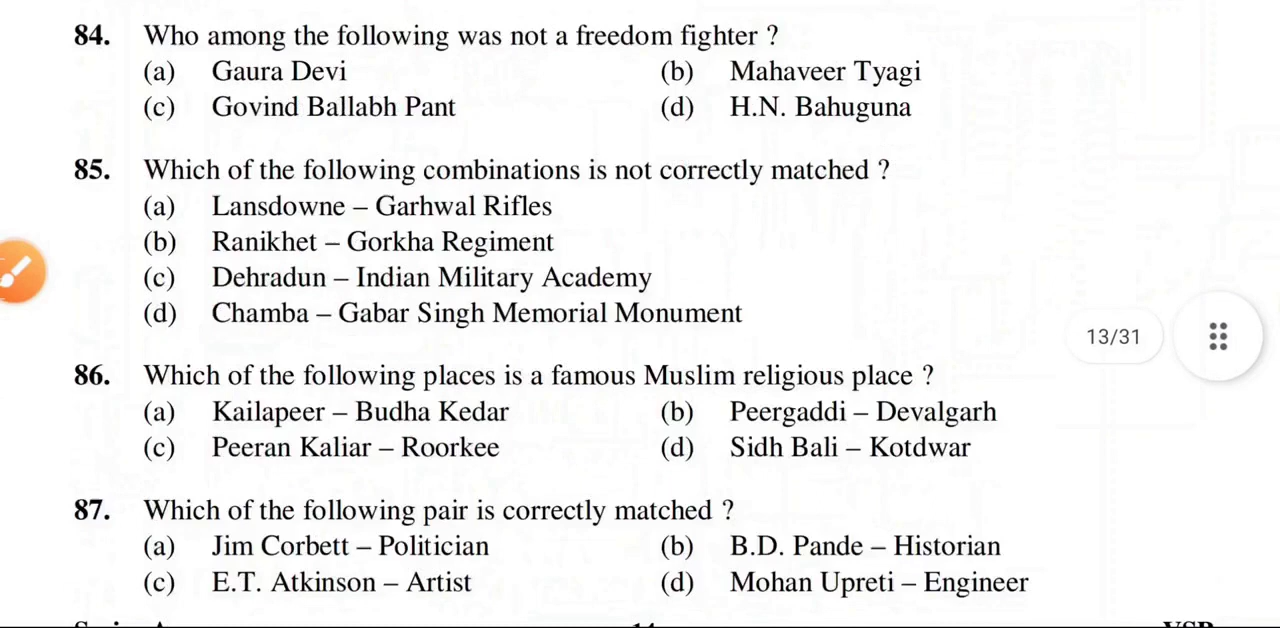 84. Who among the following was not a freedom fighter ?
(a) Gaura Devi (b) Mahaveer Tyagi
(c) Govind Ballabh Pant (d) H.N. Bahuguna
85. Which of the following combinations is not correctly matched ?
(a) Lansdowne – Garhwal Rifles
(b) Ranikhet – Gorkha Regiment
(c) Dehradun – Indian Military Academy
(d) Chamba – Gabar Singh Memorial Monument
13/31
86. Which of the following places is a famous Muslim religious place ?
(a) Kailapeer – Budha Kedar (b) Peergaddi – Devalgarh
(c) Peeran Kaliar – Roorkee (d) Sidh Bali – Kotdwar
87. Which of the following pair is correctly matched ?
(a) Jim Corbett – Politician (b) B.D. Pande – Historian
(c) E.T. Atkinson – Artist (d) Mohan Upreti – Engineer